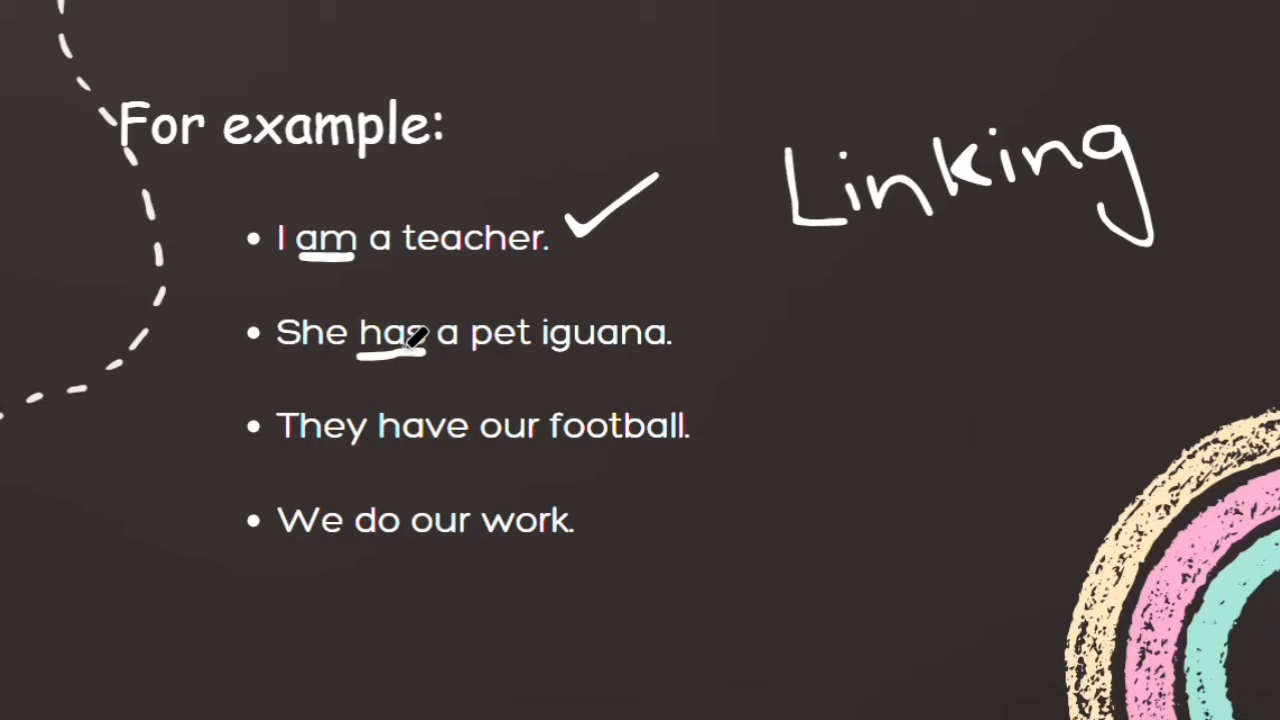 For example:
Linking
• I am a teacher.
• She has a pet iguana.
• They have our football.
• We do our work.